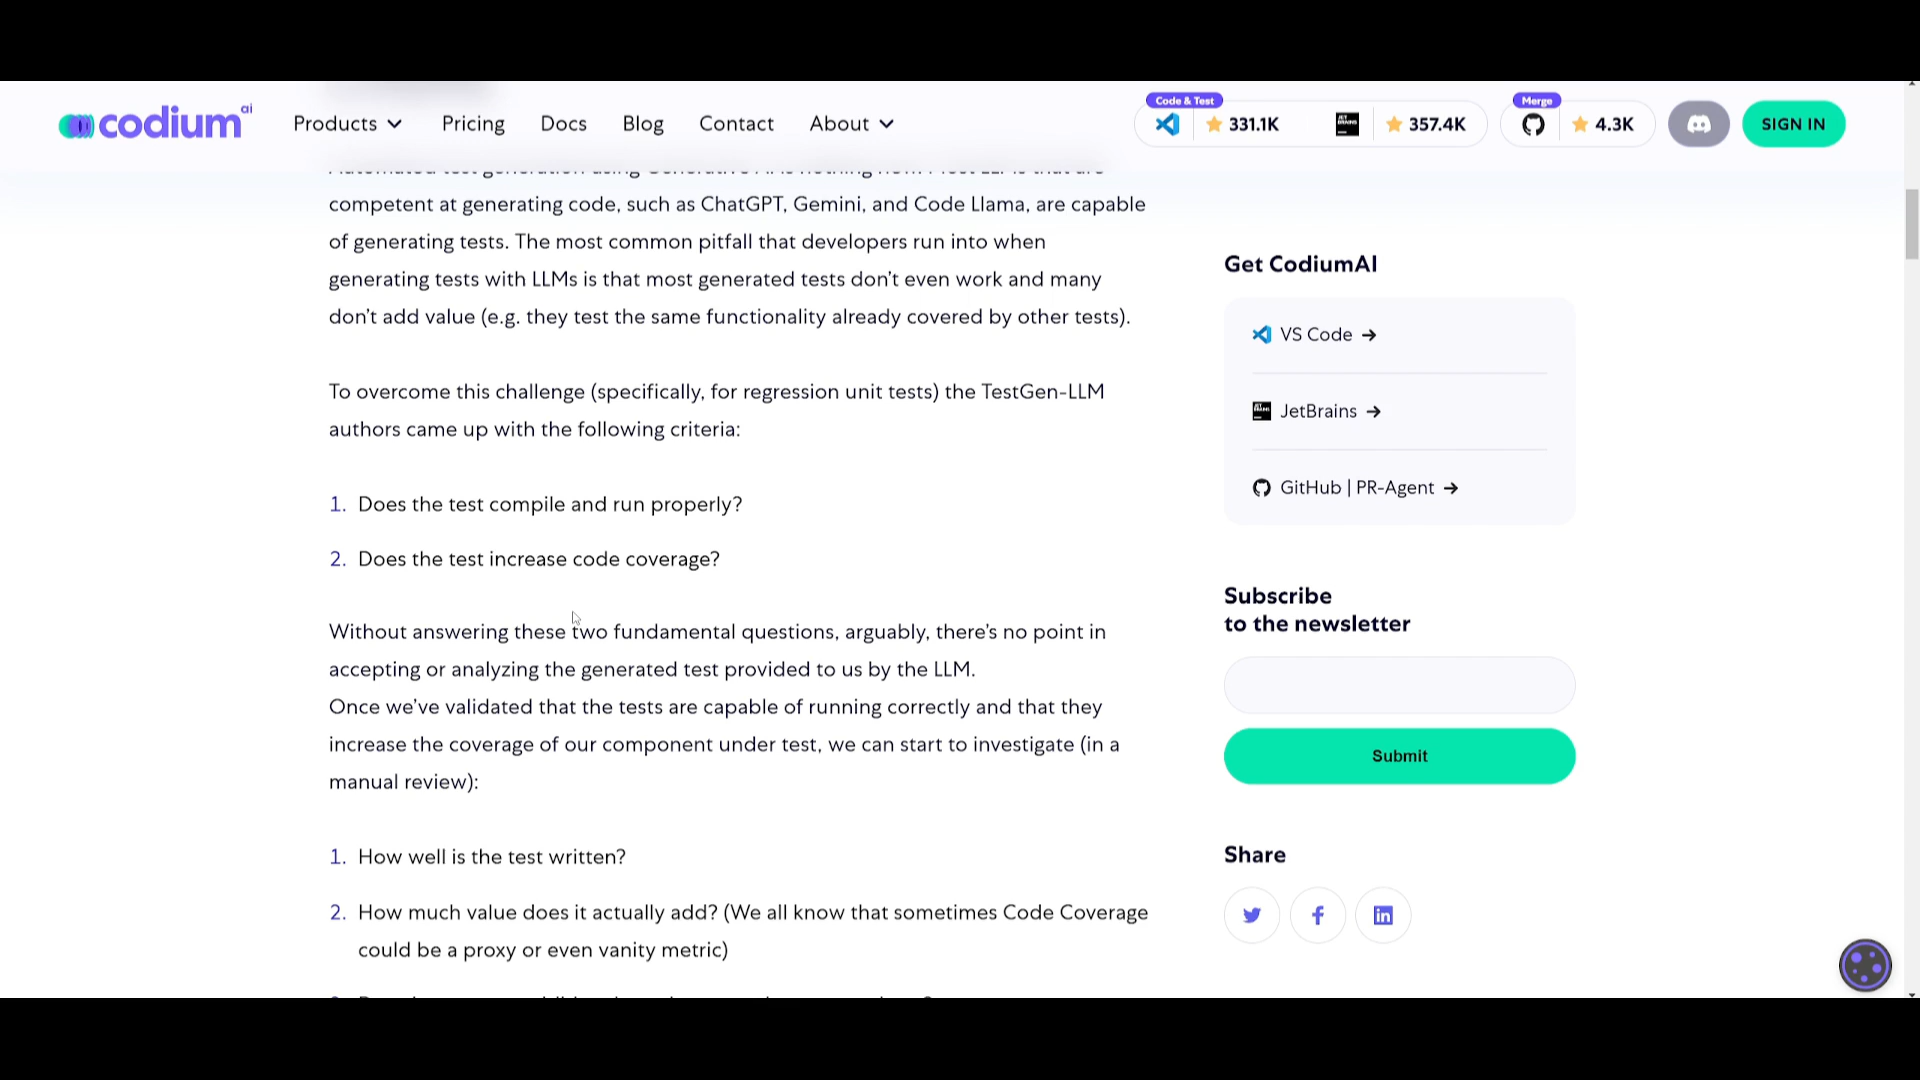 codium ai
Products
Pricing
Docs
Blog
Contact
About
Code & Test
331.1K
JET BRAINS
357.4K
Merge
4.3K
SIGN IN
competent at generating code, such as ChatGPT, Gemini, and Code Llama, are capable
of generating tests. The most common pitfall that developers run into when
generating tests with LLMs is that most generated tests don't even work and many
don't add value (e.g. they test the same functionality already covered by other tests).
To overcome this challenge (specifically, for regression unit tests) the TestGen-LLM
authors came up with the following criteria:
1. Does the test compile and run properly?
2. Does the test increase code coverage?
Without answering these two fundamental questions, arguably, there's no point in
accepting or analyzing the generated test provided to us by the LLM.
Once we've validated that the tests are capable of running correctly and that they
increase the coverage of our component under test, we can start to investigate (in a
manual review):
1. How well is the test written?
2. How much value does it actually add? (We all know that sometimes Code Coverage
could be a proxy or even vanity metric)
Get CodiumAI
VS Code →
JetBrains →
GitHub | PR-Agent →
Subscribe
to the newsletter
Submit
Share